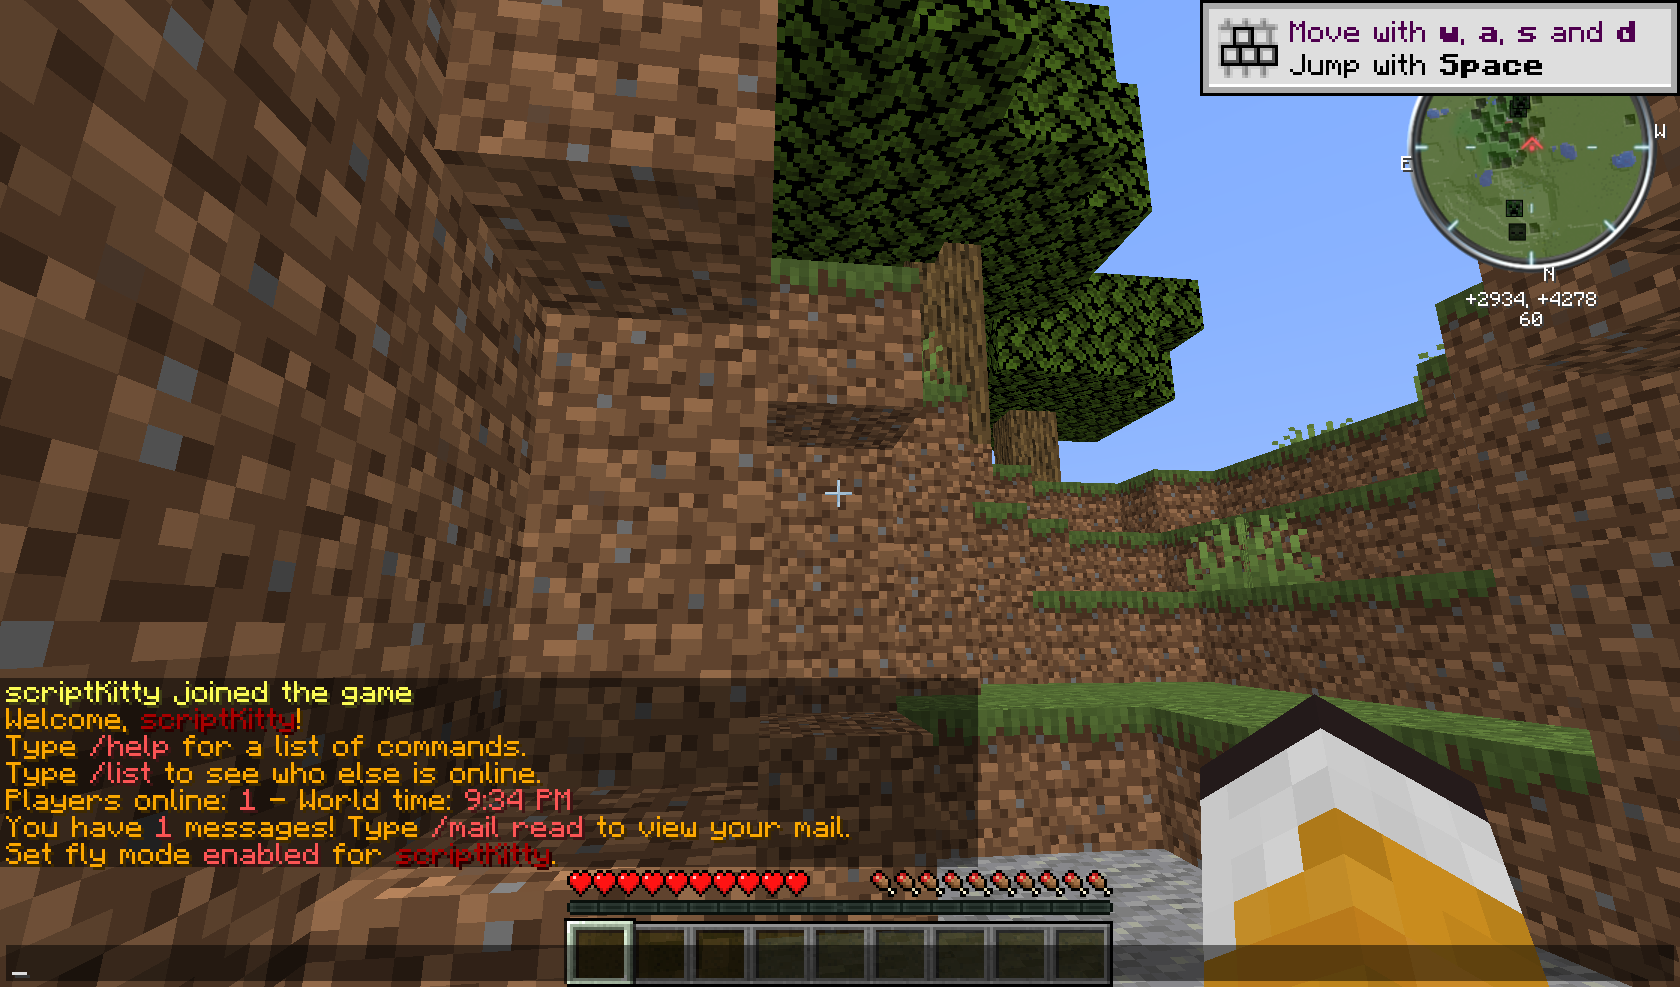 Move with w, a, s and d
Jump with Space
W
E
N
+2934, +4278
60
scriptKitty joined the game
Welcome, scriptKitty!
Type /help for a list of commands.
Type /list to see who else is online.
Players online: 1 – World time: 9:34 PM
You have 1 messages! Type /mail read to view your mail.
Set fly mode enabled for scriptKitty.
_